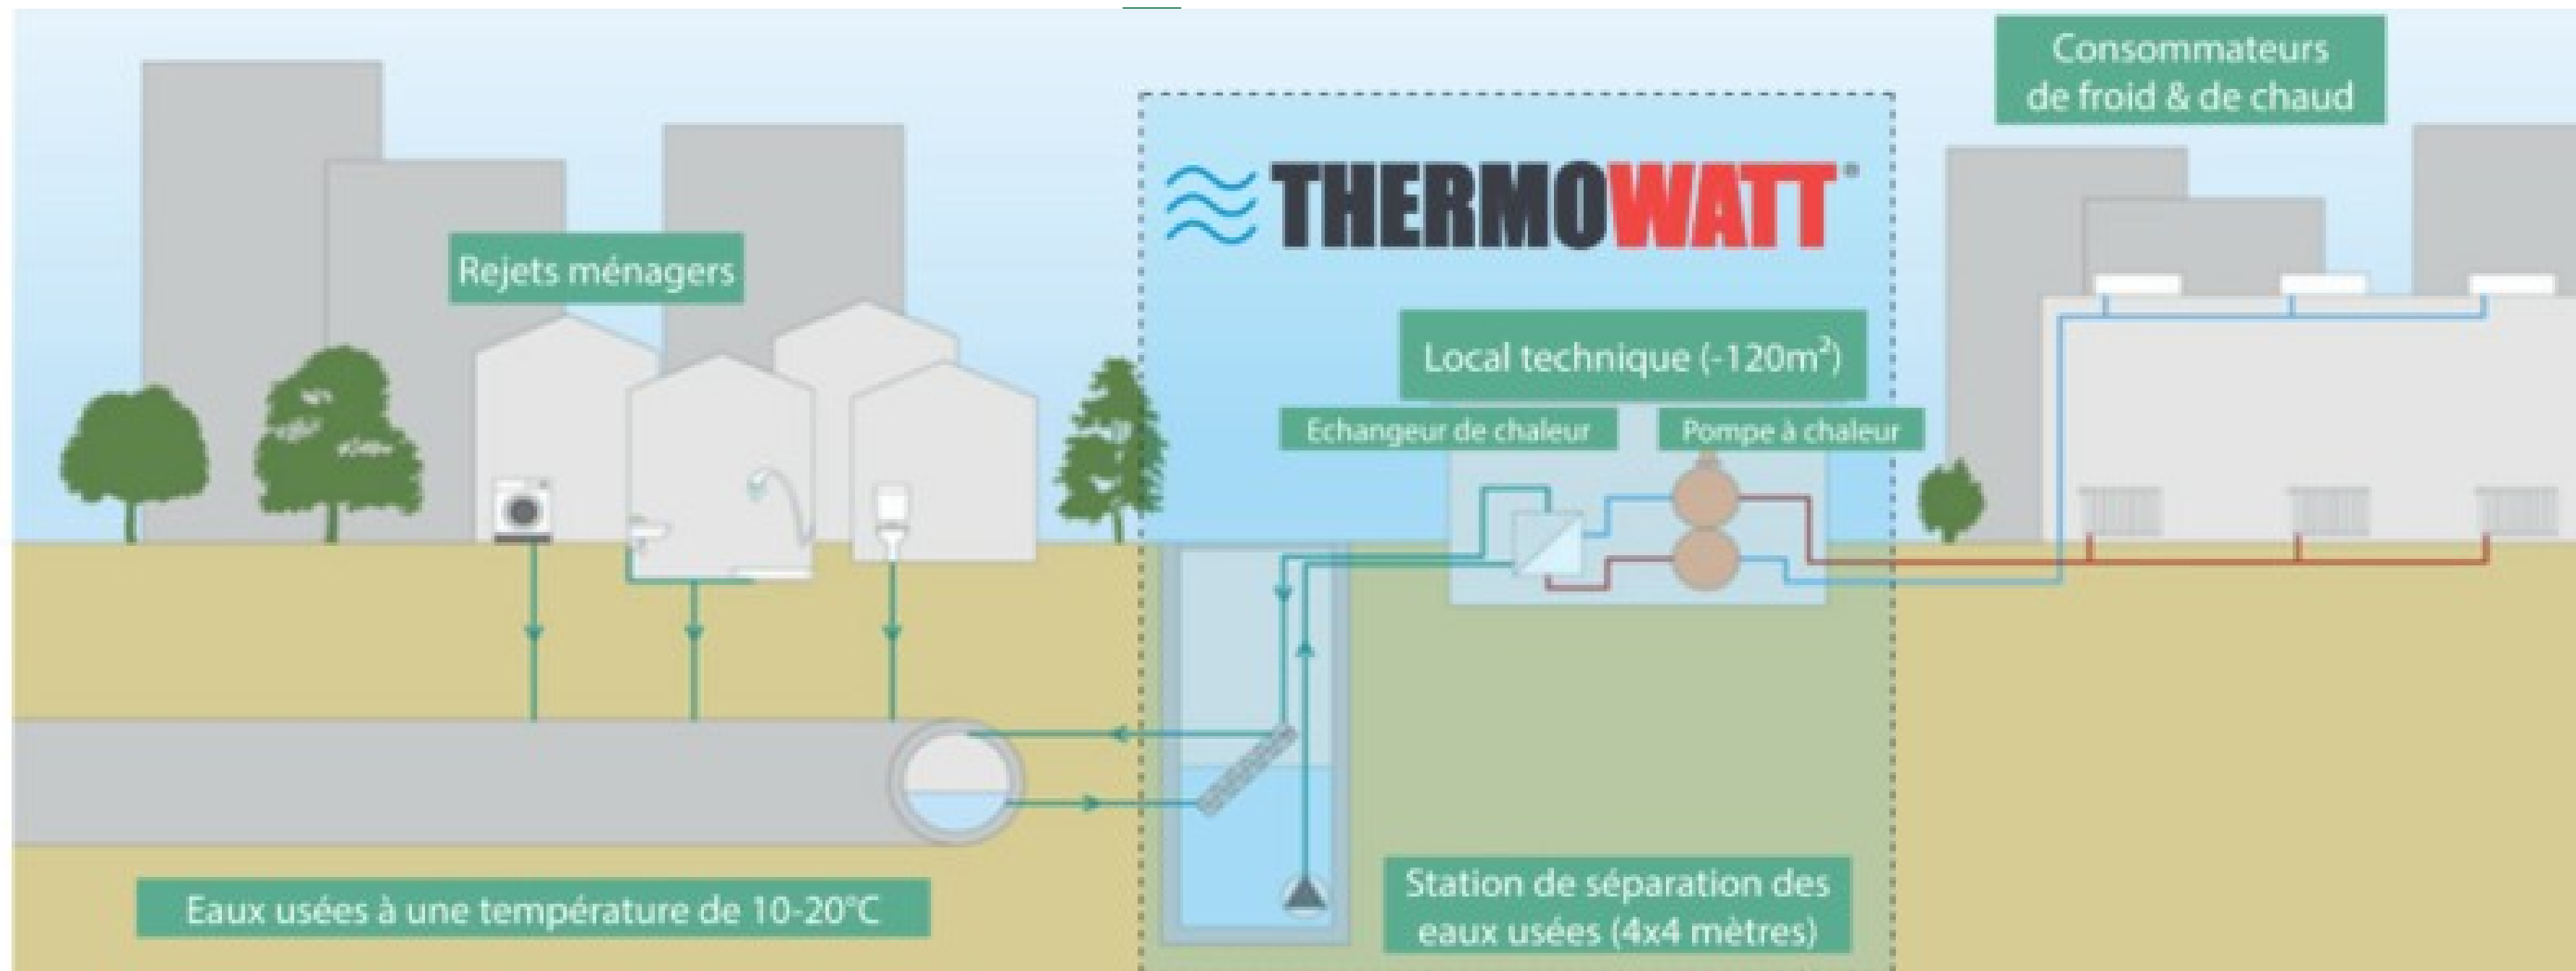 Consommateurs
de froid & de chaud
THERMOWATT®
Rejets ménagers
Local technique (-120m²)
Echangeur de chaleur
Pompe à chaleur
Eaux usées à une température de 10-20°C
Station de séparation des
eaux usées (4x4 mètres)